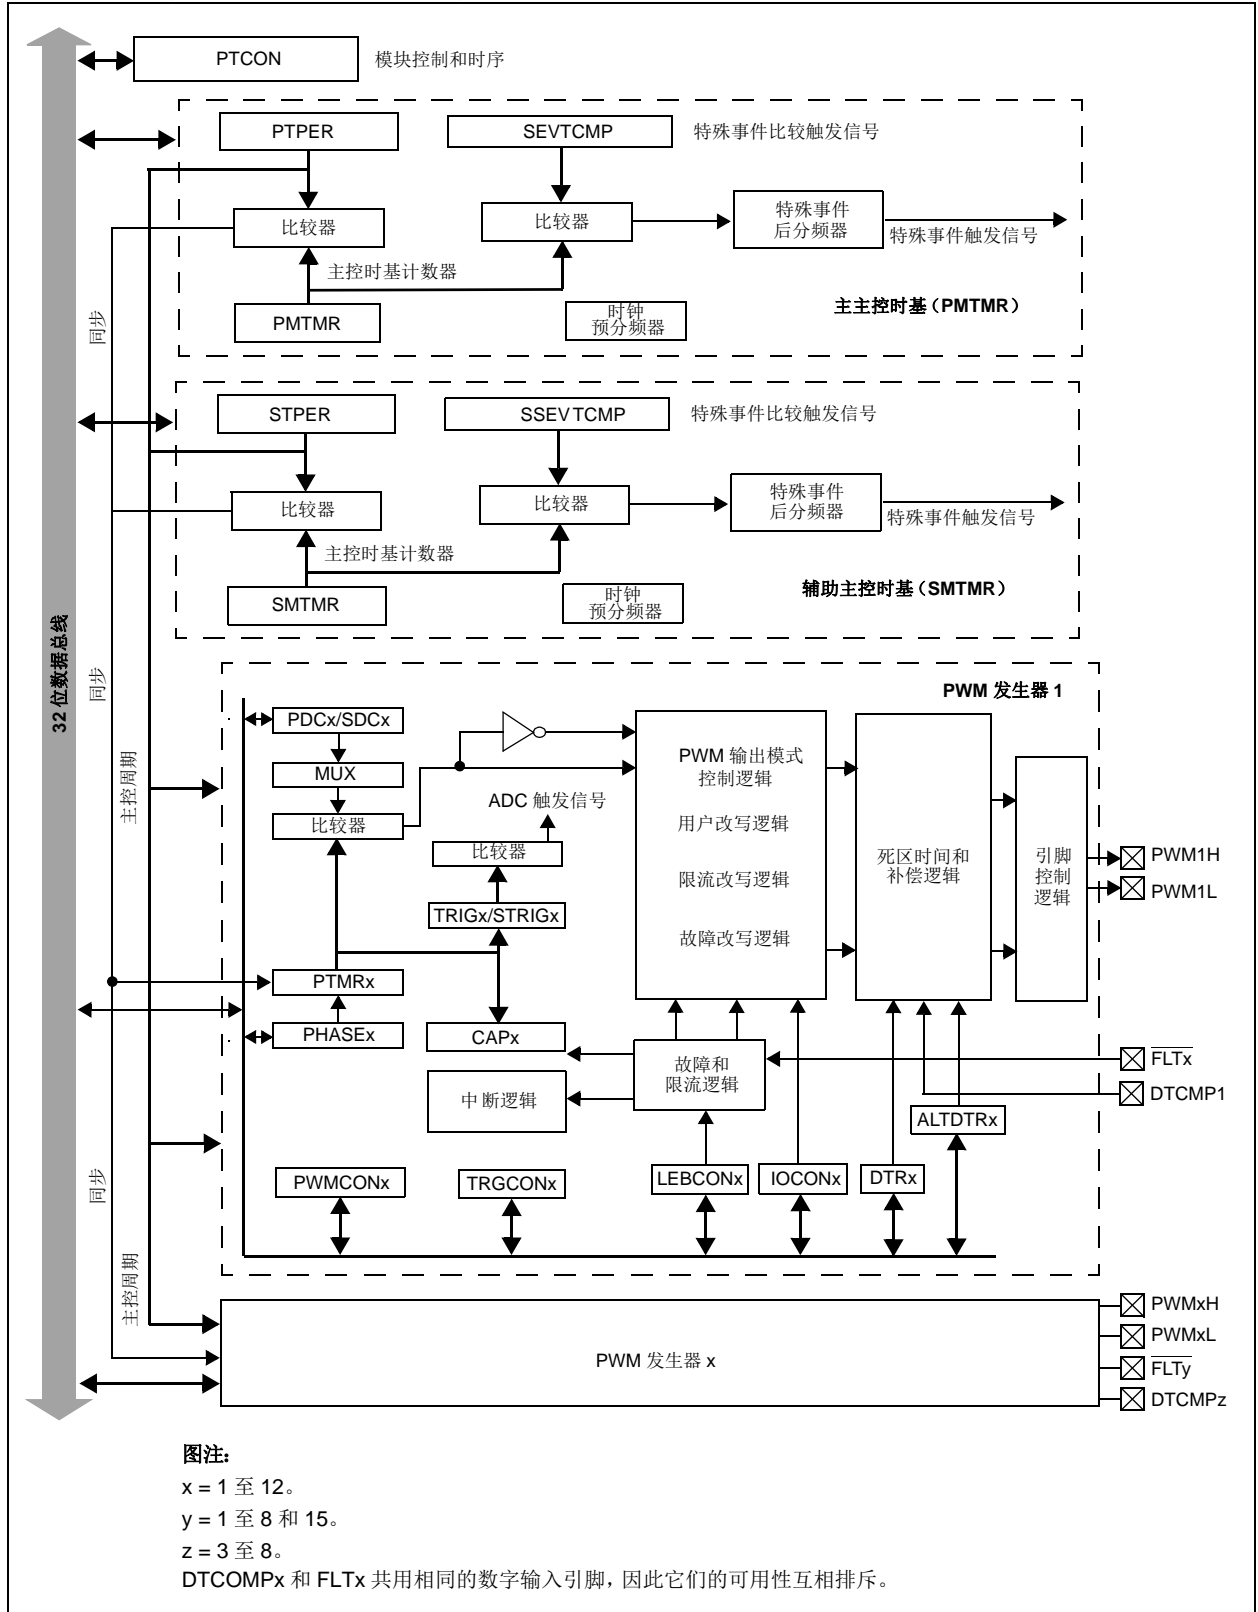 PTCON
模块控制和时序
PTPER
SEVTCMP
特殊事件比较触发信号
比较器
比较器
特殊事件
后分频器
特殊事件触发信号
主控时基计数器
PMTMR
时钟
预分频器
主主控时基（PMTMR）
同步
STPER
SSEVTCMP
特殊事件比较触发信号
比较器
比较器
特殊事件
后分频器
特殊事件触发信号
主控时基计数器
SMTMR
时钟
预分频器
辅助主控时基（SMTMR）
32 位数据总线
同步
主控周期
PWM 发生器 1
PDCx/SDCx
MUX
比较器
ADC 触发信号
比较器
TRIGx/STRIGx
PTMRx
PHASEx
CAPx
中断逻辑
PWM 输出模式
控制逻辑
用户改写逻辑
限流改写逻辑
故障改写逻辑
死区时间和
补偿逻辑
引脚
控制
逻辑
PWM1H
PWM1L
故障和
限流逻辑
FLTx
DTCMP1
ALTDTRx
PWMCONx
TRGCONx
LEBCONx
IOCONx
DTRx
同步
主控周期
PWM 发生器 x
PWMxH
PWMxL
FLTy
DTCMPz
图注：
x = 1 至 12。
y = 1 至 8 和 15。
z = 3 至 8。
DTCOMPx 和 FLTx 共用相同的数字输入引脚，因此它们的可用性互相排斥。